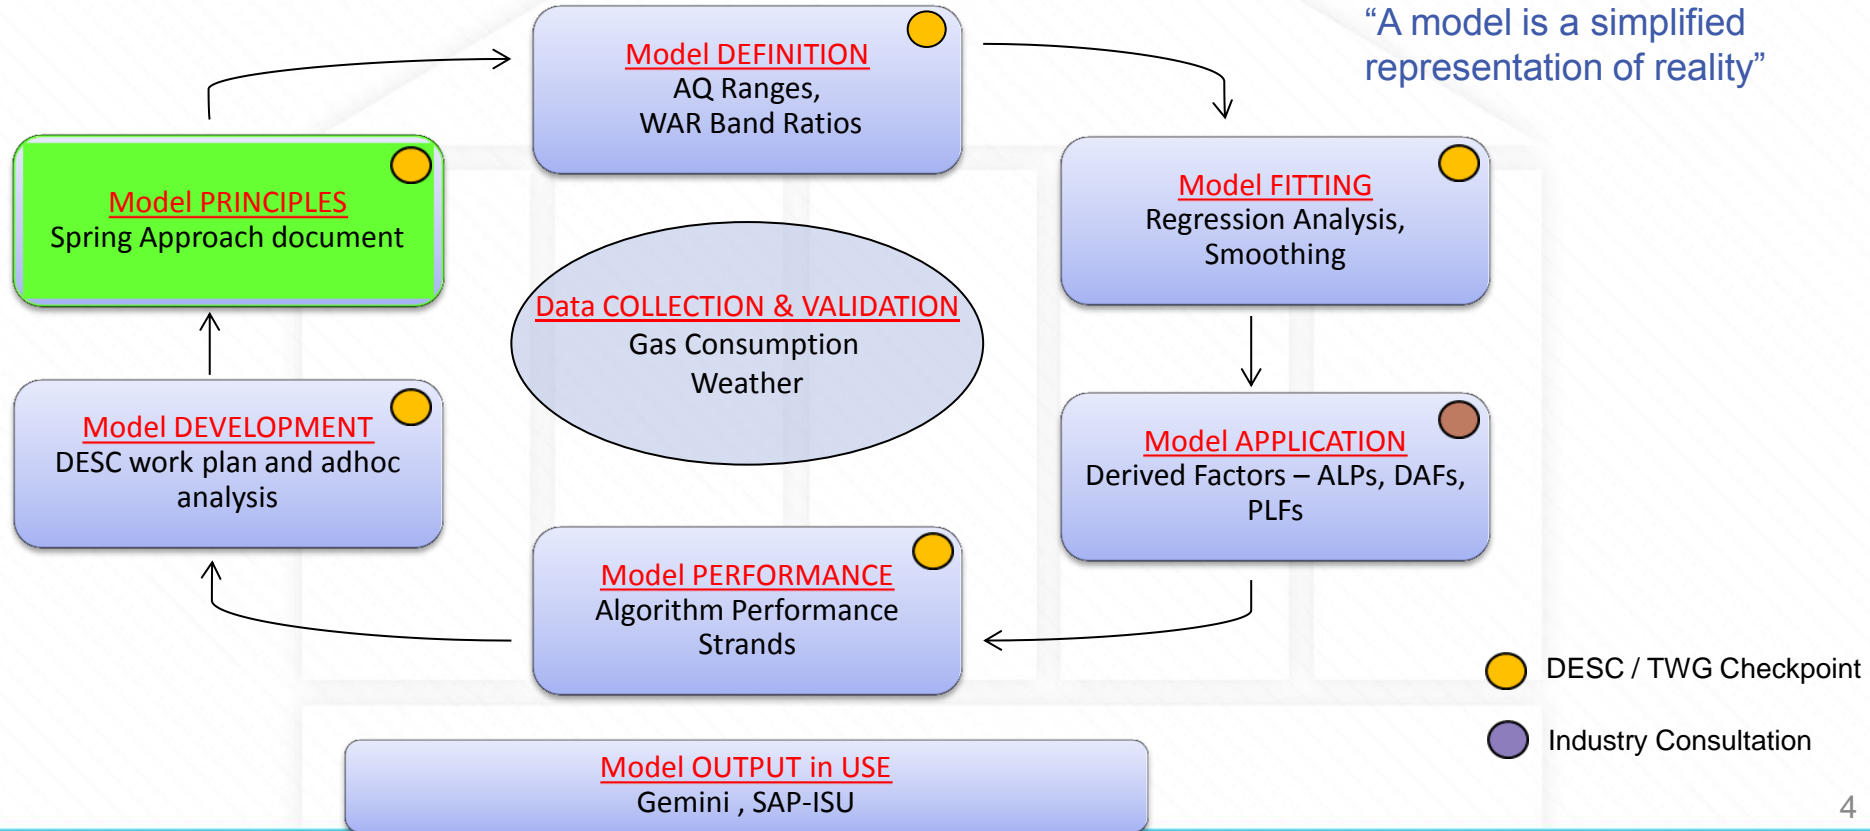 “A model is a simplified
representation of reality”
Model DEFINITION
AQ Ranges,
WAR Band Ratios
Model PRINCIPLES
Spring Approach document
Model FITTING
Regression Analysis,
Smoothing
Data COLLECTION & VALIDATION
Gas Consumption
Weather
Model DEVELOPMENT
DESC work plan and adhoc
analysis
Model APPLICATION
Derived Factors – ALPs, DAFs,
PLFs
Model PERFORMANCE
Algorithm Performance
Strands
DESC / TWG Checkpoint
Industry Consultation
Model OUTPUT in USE
Gemini , SAP-ISU
4